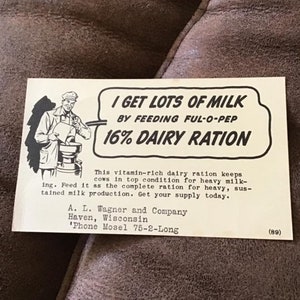 I GET LOTS OF MILK
BY FEEDING FUL-O-PEP
16% DAIRY RATION
This vitamin-rich dairy ration keeps
cows in top condition for heavy milk-
ing. Feed it as the complete ration for heavy, sus-
tained milk production. Get your supply today.
A. L. Wagner and Company
Haven, Wisconsin
'Phone Mosel 75-2-Long
(89)